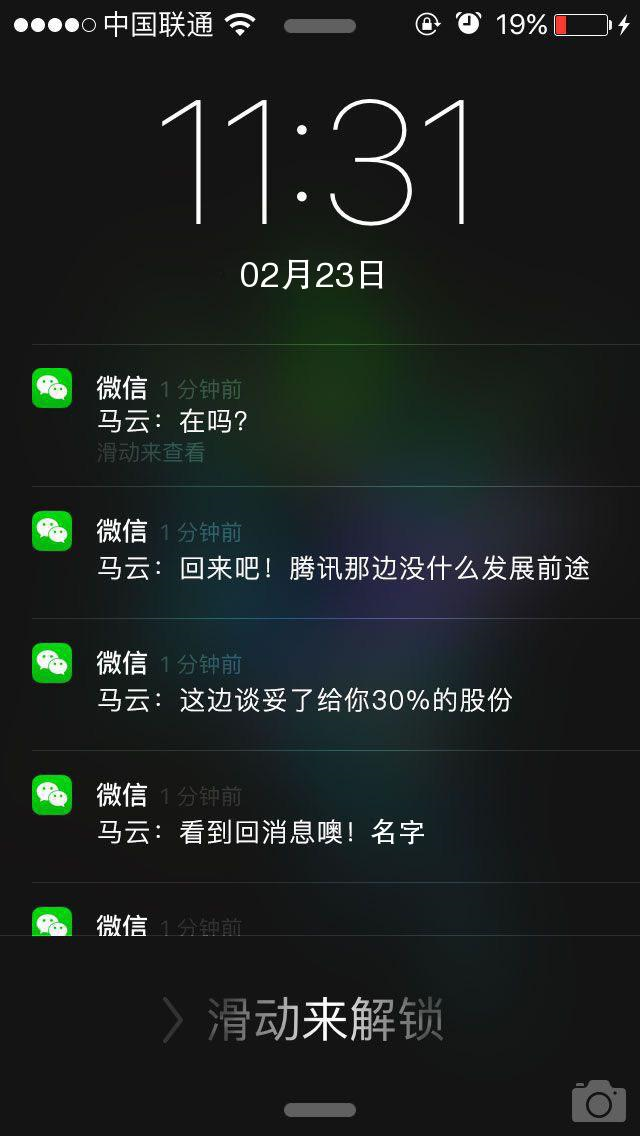 中国联通 19%
11:31
02月23日
微信 1分钟前
马云：在吗?
滑动来查看
微信 1分钟前
马云：回来吧！腾讯那边没什么发展前途
微信 1分钟前
马云：这边谈妥了给你30%的股份
微信 1分钟前
马云：看到回消息噢！名字
微信 1分钟前
滑动来解锁